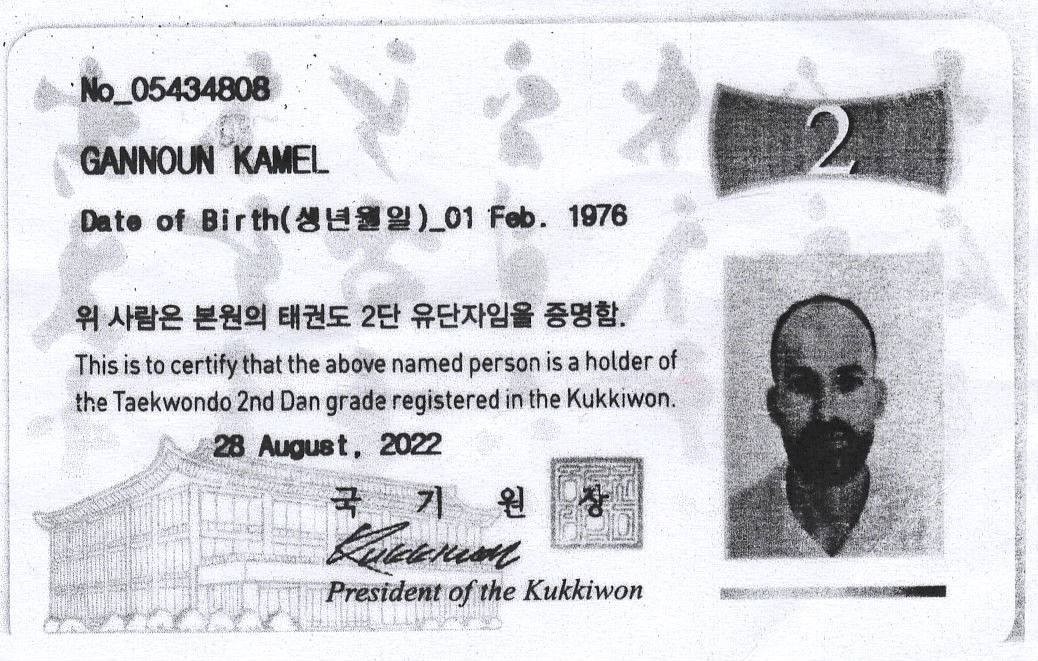 No_05434808
2
GANNOUN KAMEL
Date of Birth(생년월일)_01 Feb. 1976
위 사람은 본원의 태권도 2단 유단자임을 증명함.
This is to certify that the above named person is a holder of
the Taekwondo 2nd Dan grade registered in the Kukkiwon.
28 August, 2022
국 기 원 장
Kukkiwon
President of the Kukkiwon